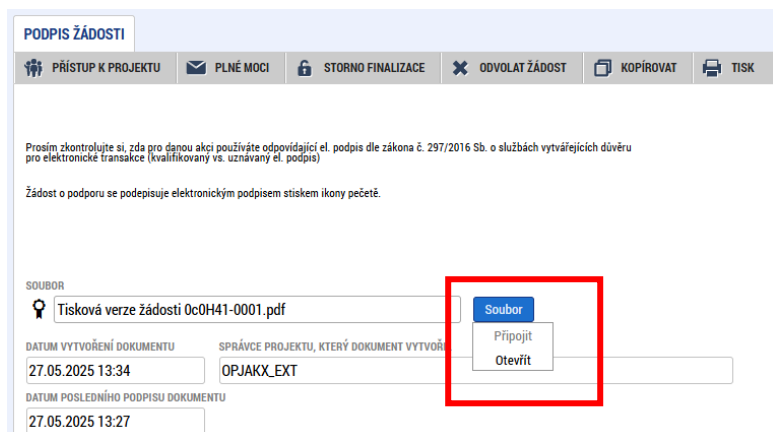 PODPIS ŽÁDOSTI
PŘÍSTUP K PROJEKTU PLNÉ MOCI STORNO FINALIZACE ODVOLAT ŽÁDOST KOPÍROVAT TISK
Prosím zkontrolujte si, zda pro danou akci používáte odpovídající el. podpis dle zákona č. 297/2016 Sb. o službách vytvářejících důvěru
pro elektronické transakce (kvalifikovaný vs. uznávaný el. podpis)
Žádost o podporu se podepisuje elektronickým podpisem stiskem ikony pečetě.
SOUBOR
Tisková verze žádosti 0c0H41-0001.pdf Soubor
Připojit
Otevřít
DATUM VYTVOŘENÍ DOKUMENTU SPRÁVCE PROJEKTU, KTERÝ DOKUMENT VYTVOŘ
27.05.2025 13:34 OPJAKX_EXT
DATUM POSLEDNÍHO PODPISU DOKUMENTU
27.05.2025 13:27